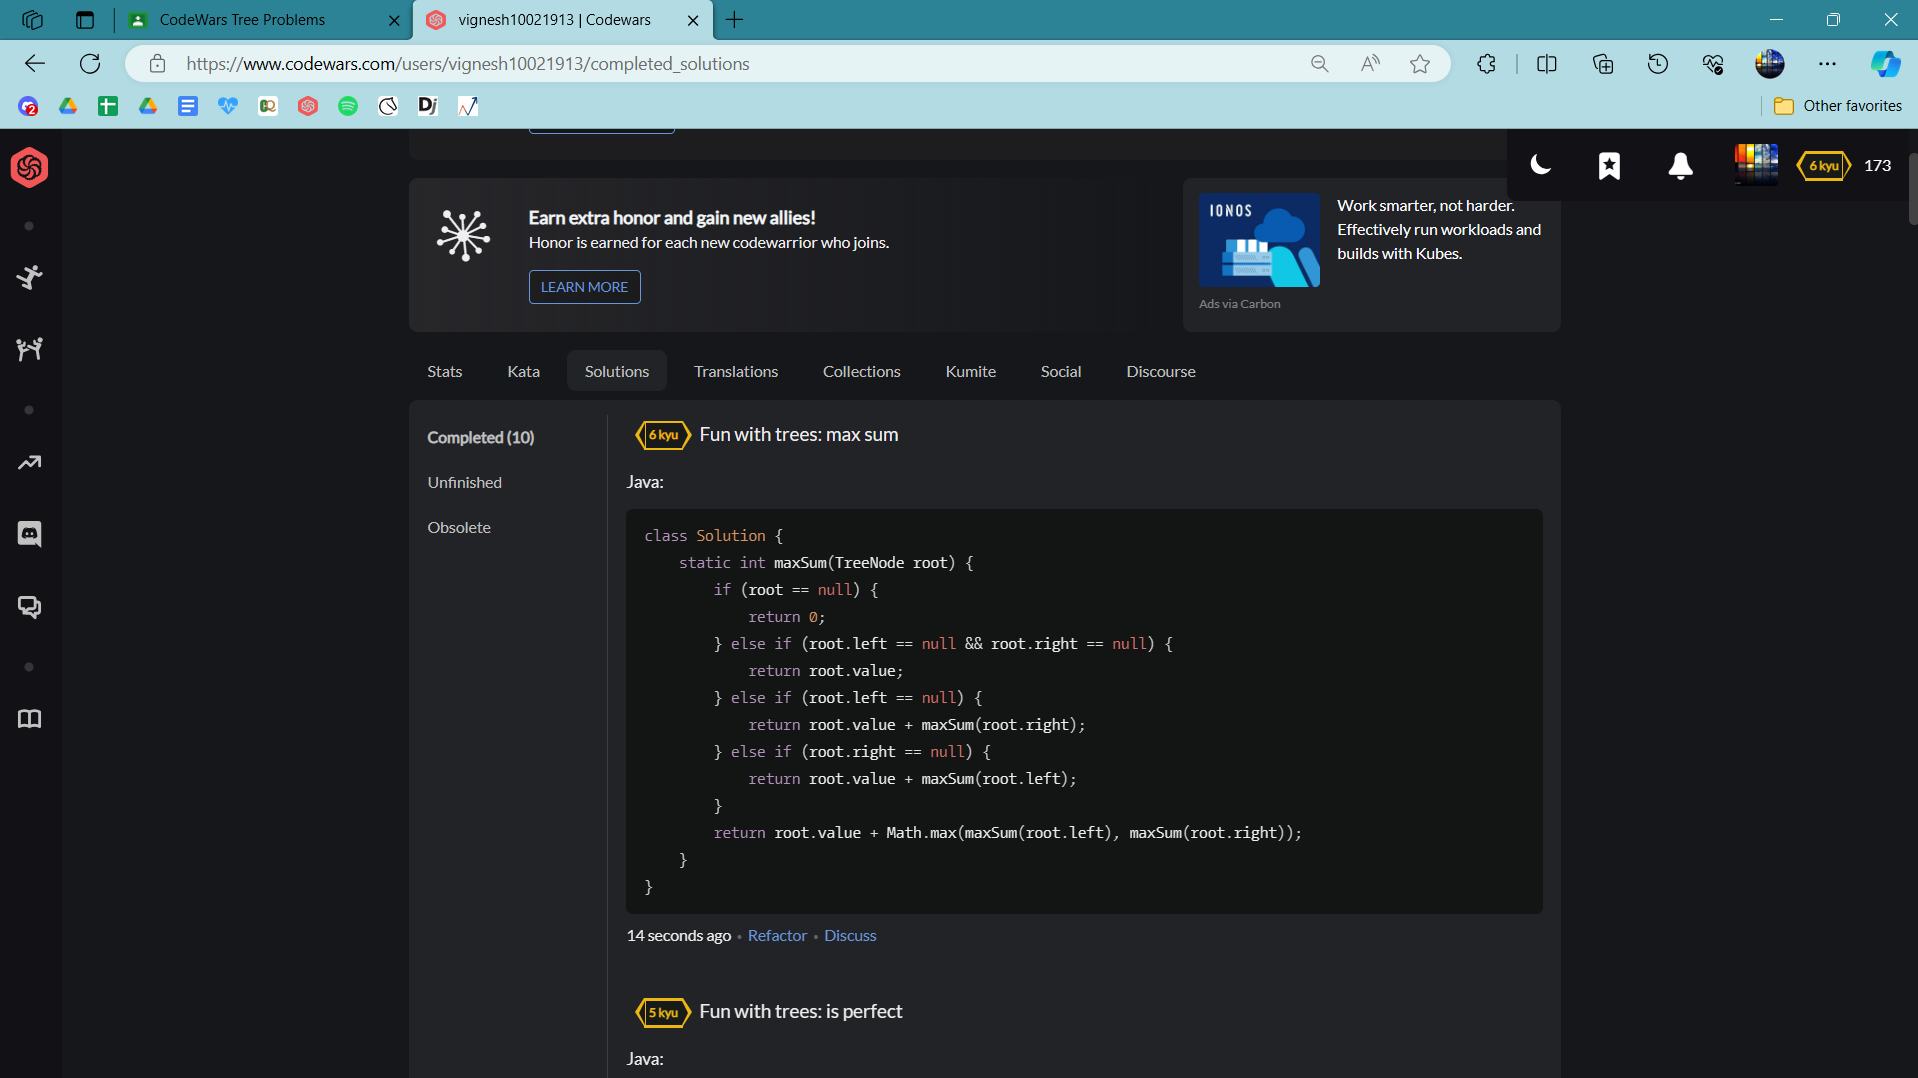 CodeWars Tree Problems
vignesh10021913 | Codewars
https://www.codewars.com/users/vignesh10021913/completed_solutions
2
Dj
Other favorites
6 kyu
173
Earn extra honor and gain new allies!
Honor is earned for each new codewarrior who joins.
LEARN MORE
IONOS
Work smarter, not harder.
Effectively run workloads and
builds with Kubes.
Ads via Carbon
Stats
Kata
Solutions
Translations
Collections
Kumite
Social
Discourse
Completed (10)
Unfinished
Obsolete
6 kyu
Fun with trees: max sum
Java:
class Solution {
    static int maxSum(TreeNode root) {
        if (root == null) {
            return 0;
        } else if (root.left == null && root.right == null) {
            return root.value;
        } else if (root.left == null) {
            return root.value + maxSum(root.right);
        } else if (root.right == null) {
            return root.value + maxSum(root.left);
        }
        return root.value + Math.max(maxSum(root.left), maxSum(root.right));
    }
}
14 seconds ago • Refactor • Discuss
5 kyu
Fun with trees: is perfect
Java: